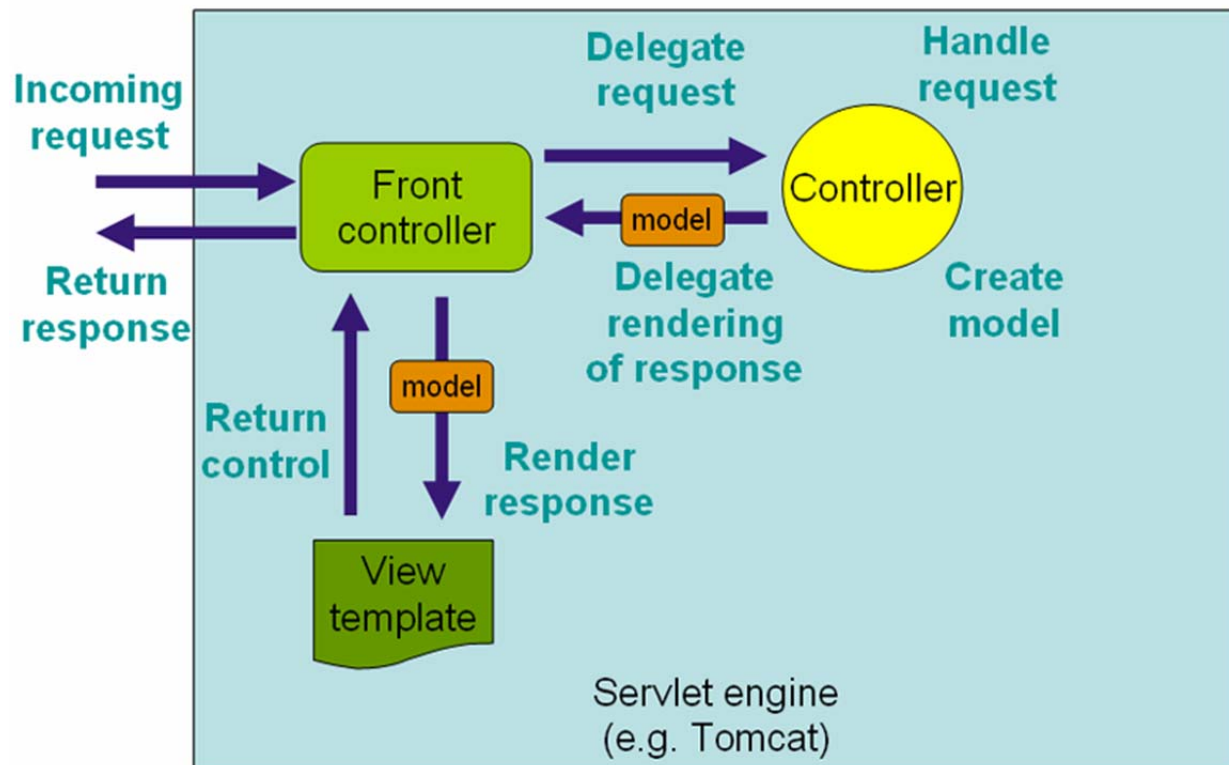 Incoming
request
Return
response
Front
controller
Delegate
request
Handle
request
Controller
model
Delegate
rendering
of response
Create
model
Return
control
model
Render
response
View
template
Servlet engine
(e.g. Tomcat)